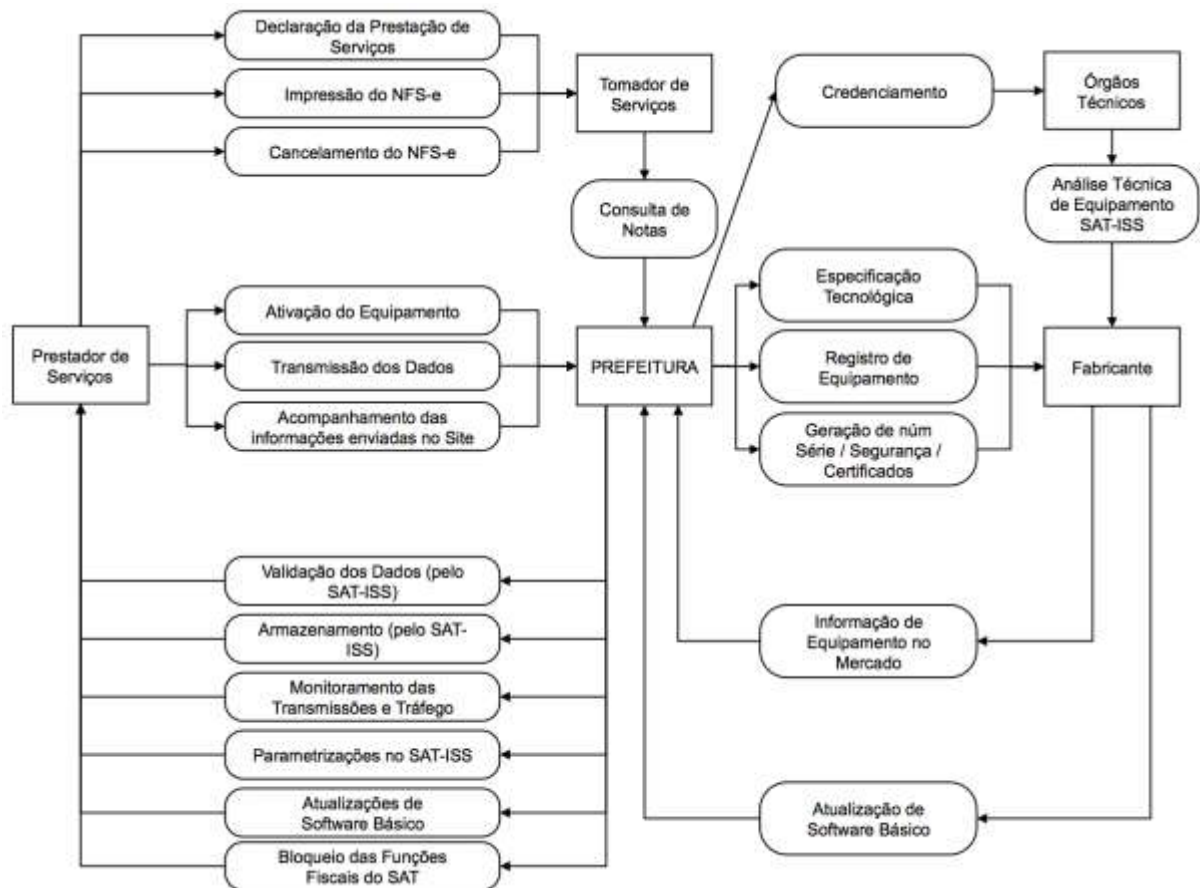 Declaração da Prestação de
Serviços
Impressão do NFS-e
Cancelamento do NFS-e
Tomador de
Serviços
Consulta de
Notas
Credenciamento
Órgãos
Técnicos
Análise Técnica
de Equipamento
SAT-ISS
Prestador de
Serviços
Ativação do Equipamento
Transmissão dos Dados
Acompanhamento das
informações enviadas no Site
PREFEITURA
Especificação
Tecnológica
Registro de
Equipamento
Geração de núm
Série / Segurança /
Certificados
Fabricante
Validação dos Dados (pelo
SAT-ISS)
Armazenamento (pelo SAT-
ISS)
Monitoramento das
Transmissões e Tráfego
Parametrizações no SAT-ISS
Atualizações de
Software Básico
Bloqueio das Funções
Fiscais do SAT
Informação de
Equipamento no
Mercado
Atualização de
Software Básico